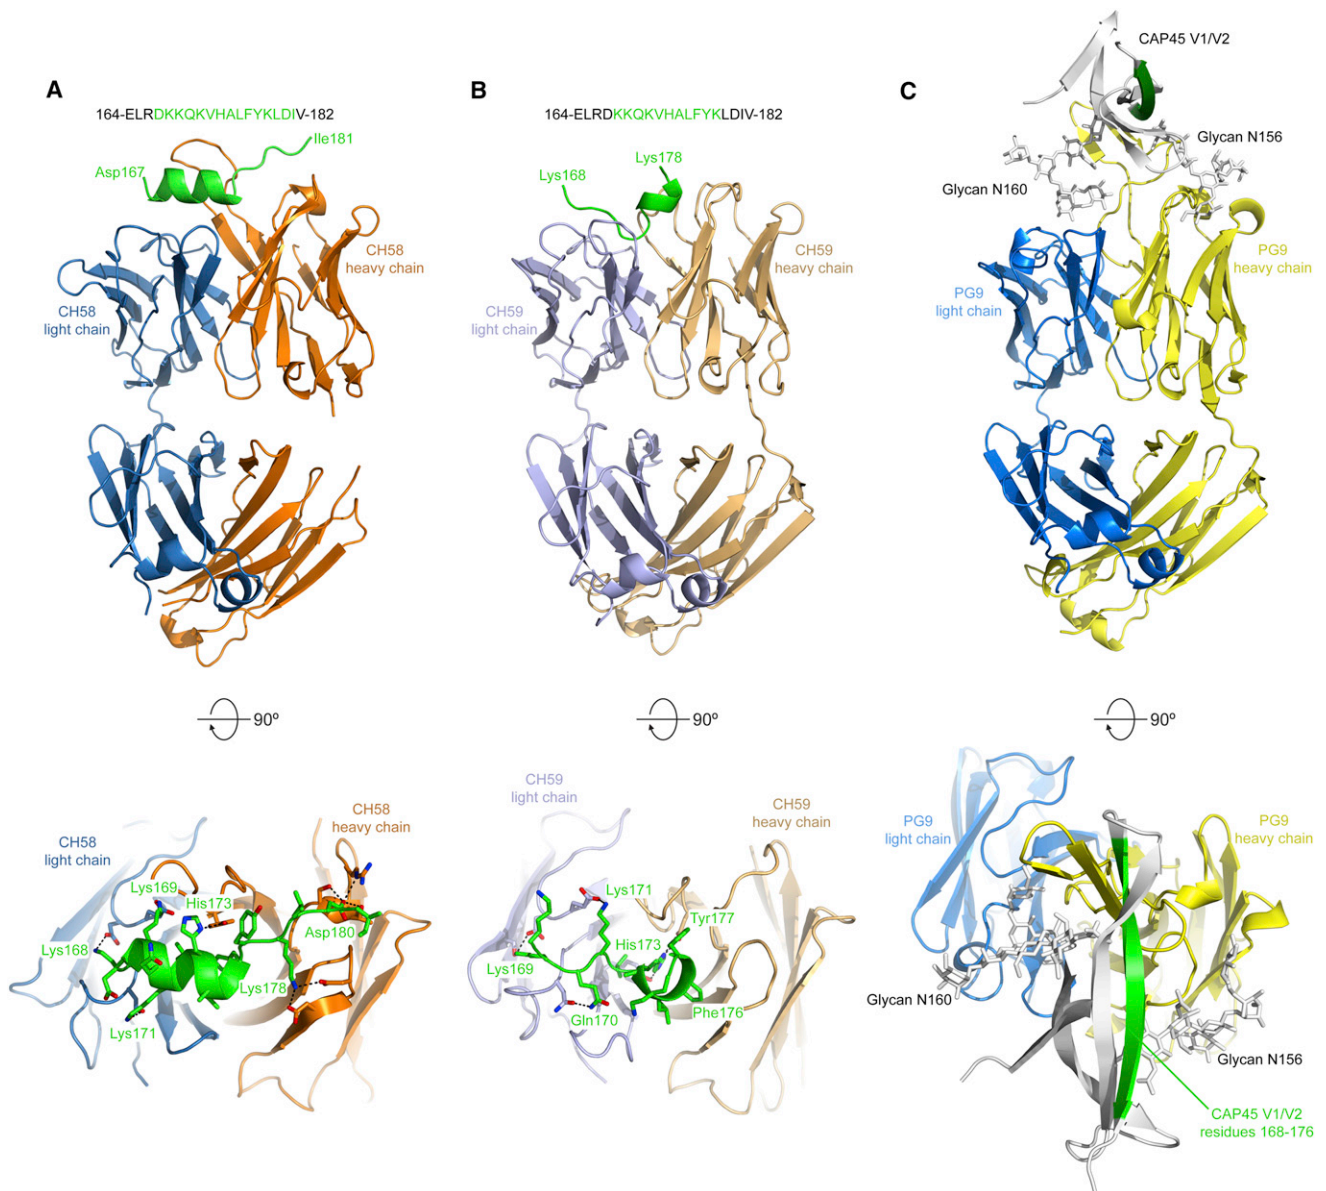 A
164-ELRDKKQKVHALFYKLDIV-182
Ile181
Asp167
CH58
heavy chain
CH58
light chain
90º
CH58
heavy chain
CH58
light chain
Lys169
His173
Lys168
Asp180
Lys178
Lys171
B
164-ELRDKKQKVHALFYKLDIV-182
Lys178
Lys168
CH59
heavy chain
CH59
light chain
90º
CH59
light chain
CH59
heavy chain
Lys171
Tyr177
His173
Lys169
Gln170
Phe176
C
CAP45 V1/V2
Glycan N156
Glycan N160
PG9
heavy chain
PG9
light chain
90º
PG9
light chain
PG9
heavy chain
Glycan N160
Glycan N156
CAP45 V1/V2
residues 168-176